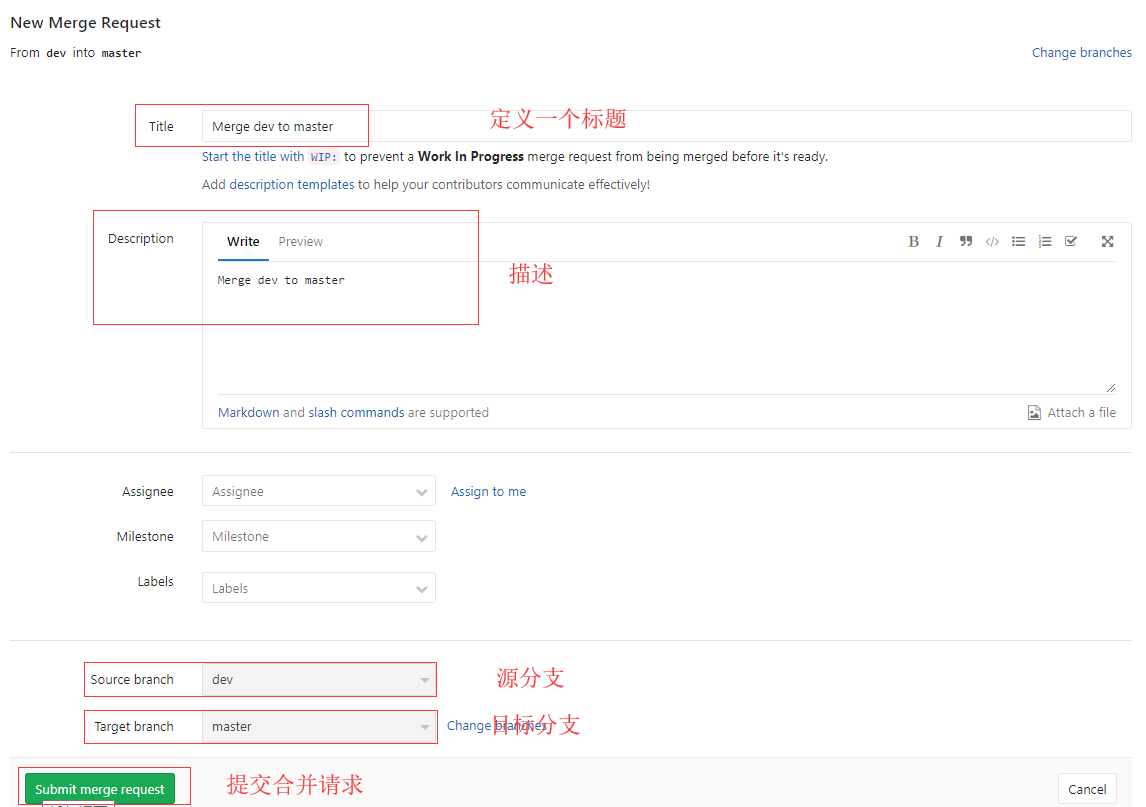 New Merge Request
From dev into master
Change branches
Title
Merge dev to master
定义一个标题
Start the title with WIP: to prevent a Work In Progress merge request from being merged before it's ready.
Add description templates to help your contributors communicate effectively!
Description
Write
Preview
Merge dev to master
描述
Markdown and slash commands are supported
Attach a file
Assignee
Assignee
Assign to me
Milestone
Milestone
Labels
Labels
Source branch
dev
源分支
Target branch
master
Change branches
目标分支
Submit merge request
提交合并请求
Cancel